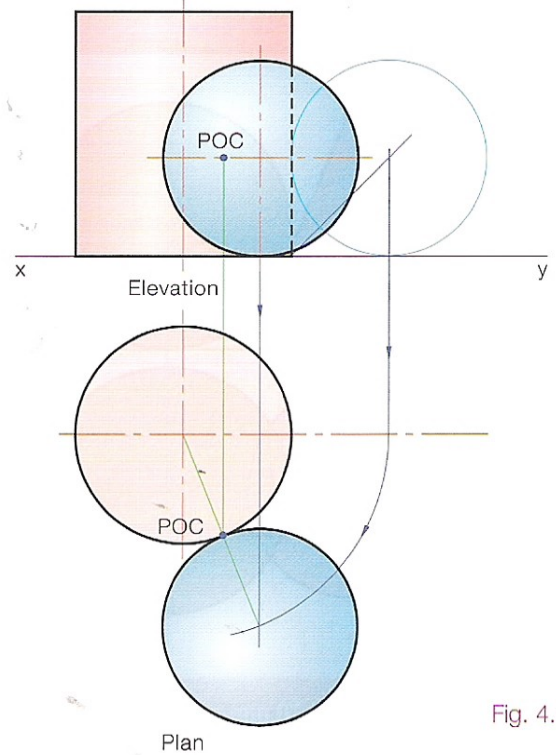 POC
x
y
Elevation
POC
Fig. 4.
Plan